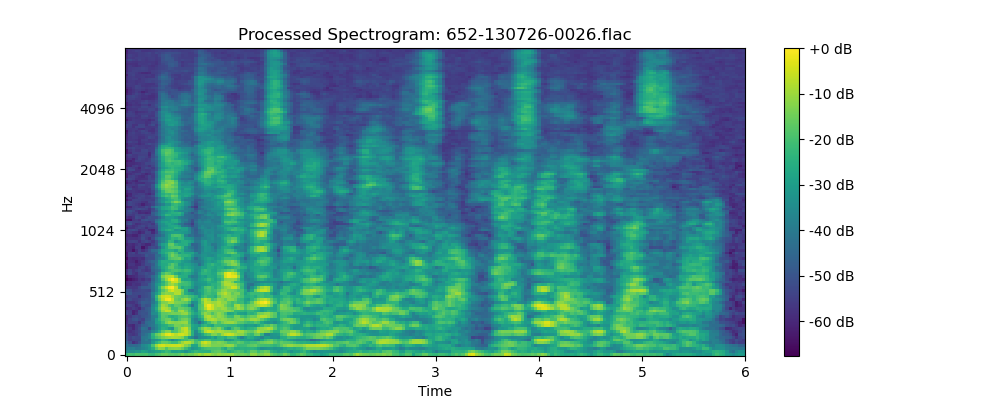 Processed Spectrogram: 652-130726-0026.flac
Hz
4096
2048
1024
512
0
0 1 2 3 4 5 6
Time
+0 dB
-10 dB
-20 dB
-30 dB
-40 dB
-50 dB
-60 dB